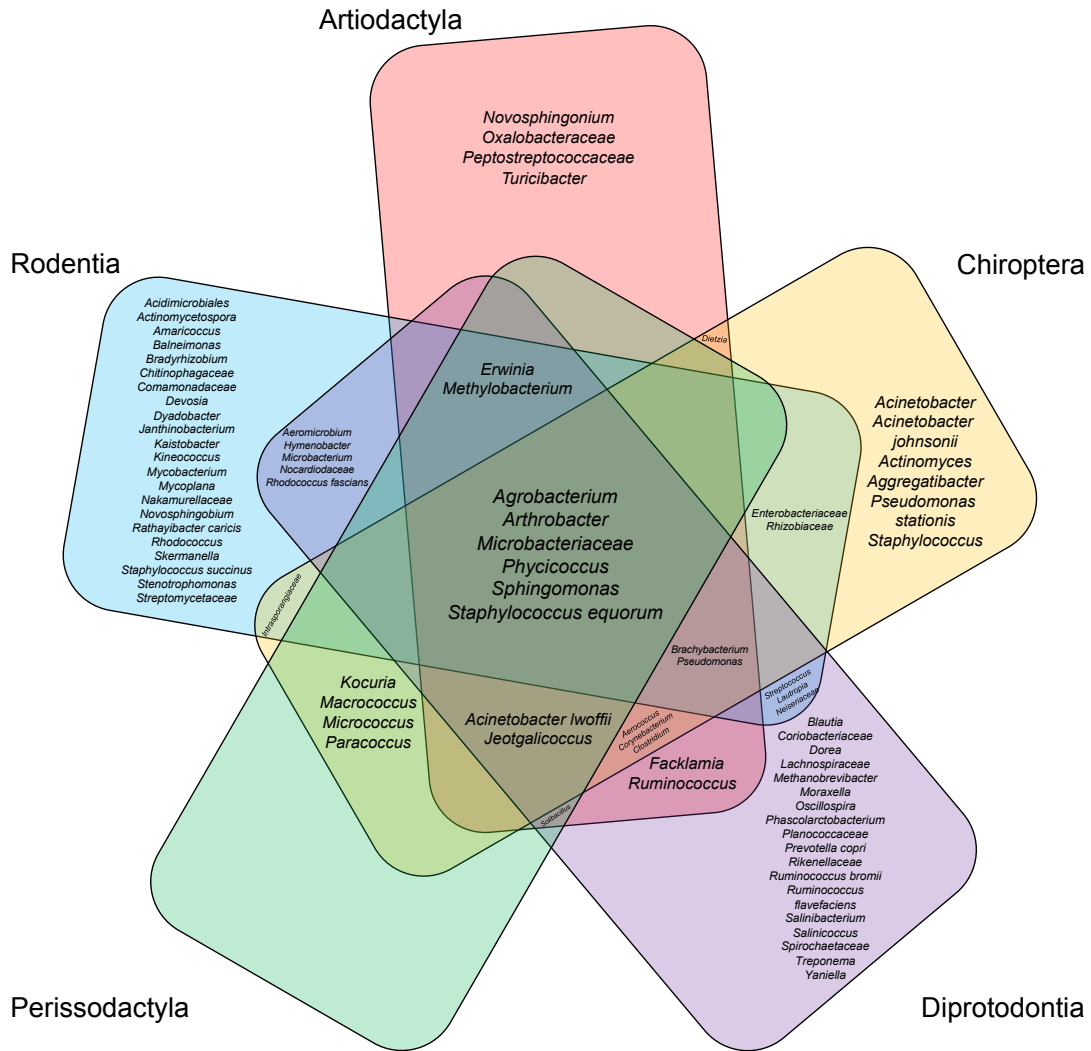 Artiodactyla
Novosphingonium
Oxalobacteraceae
Peptostreptococcaceae
Turicibacter
Rodentia
Chiroptera
Acidimicrobiales
Actinomycetospora
Amaricoccus
Balneimonas
Bradyrhizobium
Chitinophagaceae
Comamonadaceae
Devosia
Dyadobacter
Janthinobacterium
Kaistobacter
Kineococcus
Mycobacterium
Mycoplana
Nakamurellaceae
Novosphingobium
Rathayibacter caricis
Rhodococcus
Skermanella
Staphylococcus succinus
Stenotrophomonas
Streptomycetaceae
Dietzia
Erwinia
Methylobacterium
Aeromicrobium
Hymenobacter
Microbacterium
Nocardiodaceae
Rhodococcus fascians
Acinetobacter
Acinetobacter
johnsonii
Actinomyces
Aggregatibacter
Pseudomonas
stationis
Staphylococcus
Enterobacteriaceae
Rhizobiaceae
Agrobacterium
Arthrobacter
Microbacteriaceae
Phycicoccus
Sphingomonas
Staphylococcus equorum
Intrasporangiaceae
Brachybacterium
Pseudomonas
Kocuria
Macrococcus
Micrococcus
Paracoccus
Streptococcus
Lautropia
Neiseriaceae
Acinetobacter lwoffii
Jeotgalicoccus
Aerococcus
Corynebacterium
Clostridium
Facklamia
Ruminococcus
Solibacillus
Blautia
Coriobacteriaceae
Dorea
Lachnospiraceae
Methanobrevibacter
Moraxella
Oscillospira
Phascolarctobacterium
Planococcaceae
Prevotella copri
Rikenellaceae
Ruminococcus bromii
Ruminococcus
flavefaciens
Salinibacterium
Salinicoccus
Spirochaetaceae
Treponema
Yaniella
Perissodactyla
Diprotodontia